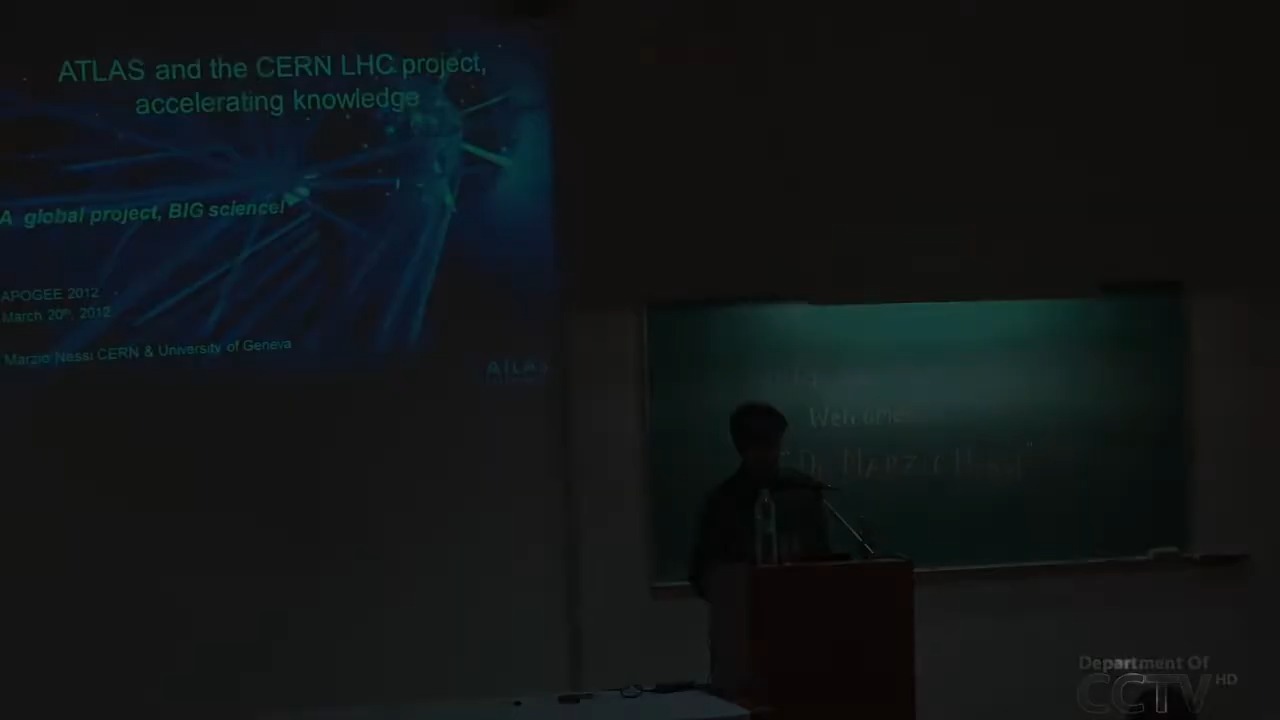 ATLAS and the CERN LHC project,
accelerating knowledge
A global project, BIG science!
APOGEE 2012
March 20th, 2012
Marzio Nessi CERN & University of Geneva
ATLAS
Welcome
Department Of
CCTV HD